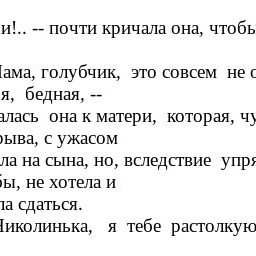 и!.. -- почти кричала она, чтобы
ама, голубчик, это совсем не о
я, бедная, --
алась она к матери, которая, чу
рыва, с ужасом
ла на сына, но, вследствие упря
бы, не хотела и
ла сдаться.
Николинька, я тебе растолкую